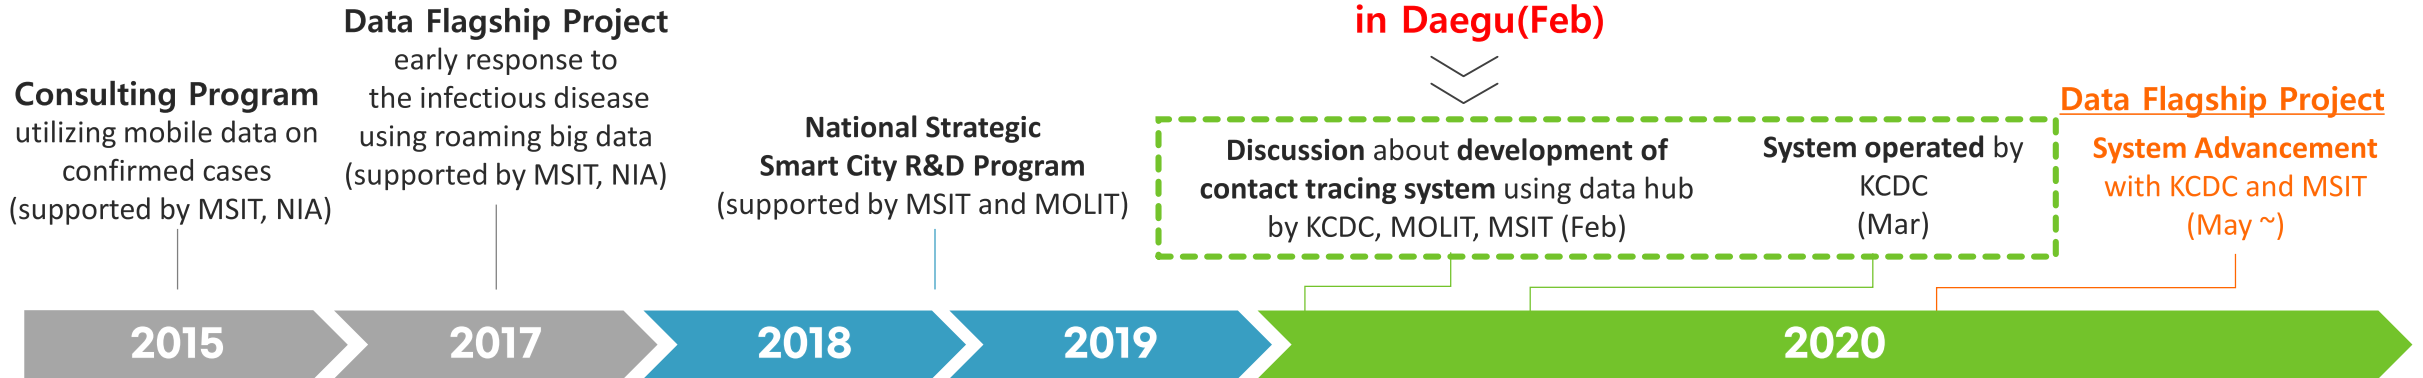 Consulting Program
utilizing mobile data on
confirmed cases
(supported by MSIT, NIA)
Data Flagship Project
early response to
the infectious disease
using roaming big data
(supported by MSIT, NIA)
National Strategic
Smart City R&D Program
(supported by MSIT and MOLIT)
in Daegu(Feb)
Discussion about development of
contact tracing system using data hub
by KCDC, MOLIT, MSIT (Feb)
System operated by
KCDC
(Mar)
Data Flagship Project
System Advancement
with KCDC and MSIT
(May ~)
2015
2017
2018
2019
2020